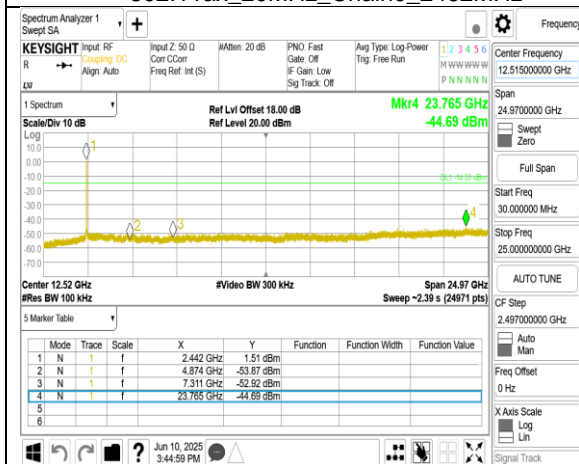 Spectrum Analyzer 1
Swept SA
Frequency
KEYSIGHT
R
LXI
Input: RF
Coupling: DC
Align: Auto
Input Z: 50 Ω
Corr CCorr
Freq Ref: Int (S)
#Atten: 20 dB
PNO: Fast
Gate: Off
IF Gain: Low
Sig Track: Off
Avg Type: Log-Power
Trig: Free Run
1 2 3 4 5 6
M W W W W W
P N N N N N
1 Spectrum
Scale/Div 10 dB
Ref Lvl Offset 18.00 dB
Ref Level 20.00 dBm
Mkr4 23.765 GHz
-44.69 dBm
Log
10.0
0.00
-10.0
-20.0
-30.0
-40.0
-50.0
-60.0
-70.0
1
2
3
4
Center 12.52 GHz
#Res BW 100 kHz
#Video BW 300 kHz
Span 24.97 GHz
Sweep ~2.39 s (24971 pts)
5 Marker Table
Mode Trace Scale X Y Function Function Width Function Value
1 N 1 f 2.442 GHz 1.51 dBm
2 N 1 f 4.874 GHz -53.87 dBm
3 N 1 f 7.311 GHz -52.92 dBm
4 N 1 f 23.765 GHz -44.69 dBm
5
6
Jun 10, 2025
3:44:59 PM
Center Frequency
12.515000000 GHz
Span
24.9700000 GHz
Swept
Zero
Full Span
Start Freq
30.000000 MHz
Stop Freq
25.000000000 GHz
AUTO TUNE
CF Step
2.497000000 GHz
Auto
Man
Freq Offset
0 Hz
X Axis Scale
Log
Lin
Signal Track